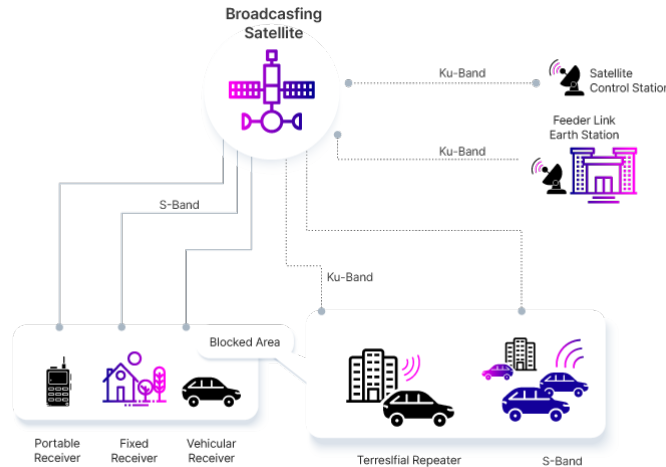 Broadcasfing
Satellite
Ku-Band
Satellite
Control Station
Feeder Link
Earth Station
Ku-Band
S-Band
Ku-Band
Blocked Area
Portable
Receiver
Fixed
Receiver
Vehicular
Receiver
Terreslfial Repeater
S-Band